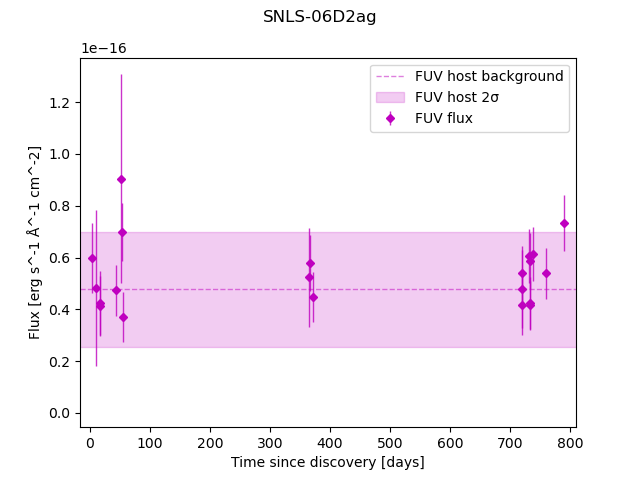 SNLS-06D2ag
1e−16
FUV host background
FUV host 2σ
FUV flux
Flux [erg s^-1 Å^-1 cm^-2]
1.2
1.0
0.8
0.6
0.4
0.2
0.0
0 100 200 300 400 500 600 700 800
Time since discovery [days]